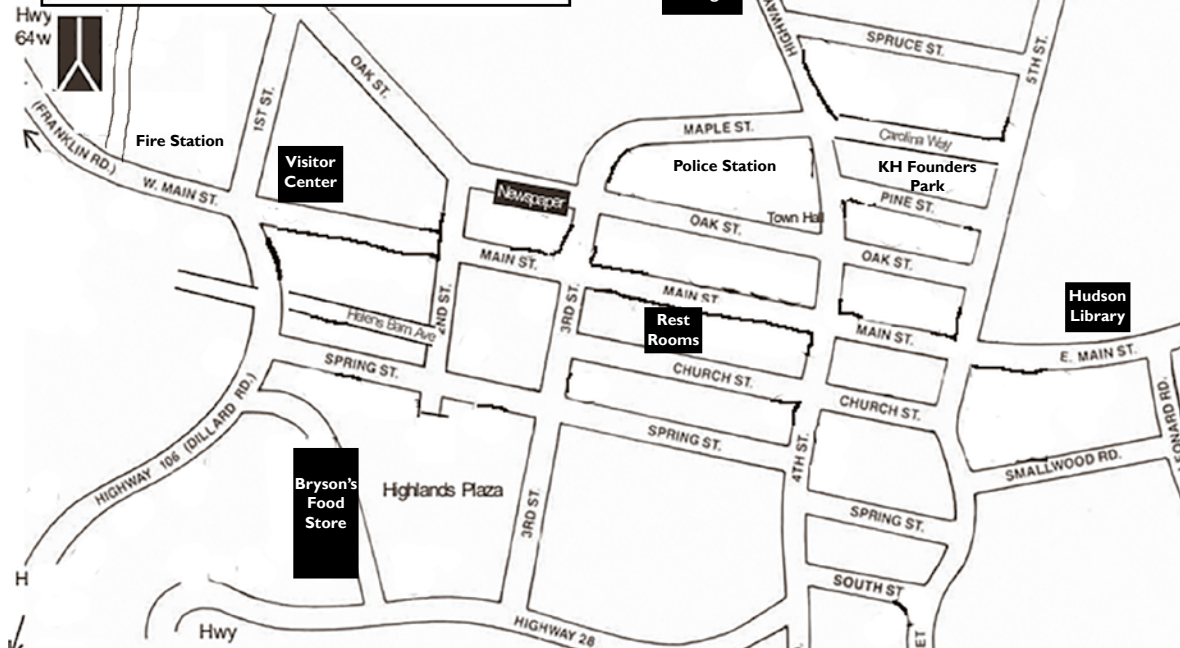 Hwy
64w
HIGHWAY
SPRUCE ST.
5TH ST.
OAK ST.
1ST ST.
(FRANKLIN RD.)
Fire Station
MAPLE ST.
Carolina Way
Visitor
Center
Police Station
KH Founders
Park
W. MAIN ST.
Newspaper
PINE ST.
OAK ST.
Town Hall
MAIN ST.
OAK ST.
2ND ST.
3RD ST.
MAIN ST.
Rest
Rooms
Hudson
Library
Helens Barn Ave
MAIN ST.
E. MAIN ST.
SPRING ST.
CHURCH ST.
CHURCH ST.
LEONARD RD.
HIGHWAY 106 (DILLARD RD.)
SPRING ST.
4TH ST.
SMALLWOOD RD.
Bryson's
Food
Store
Highlands Plaza
3RD ST.
SPRING ST.
H
SOUTH ST
Hwy
HIGHWAY 28
ET